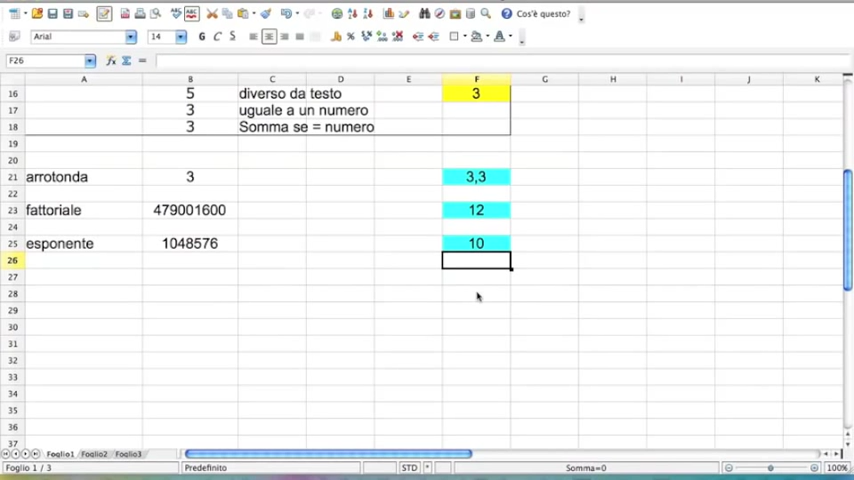 Cos'è questo?
Arial 14 G C S
F26
A B C D E F G H I J K
16 5 diverso da testo 3
17 3 uguale a un numero
18 3 Somma se = numero
19
20
21 arrotonda 3 3,3
22
23 fattoriale 479001600 12
24
25 esponente 1048576 10
26
27
28
29
30
31
32
33
34
35
36
37
Foglio1 Foglio2 Foglio3
Foglio 1 / 3 Predefinito STD * Somma=0 100%